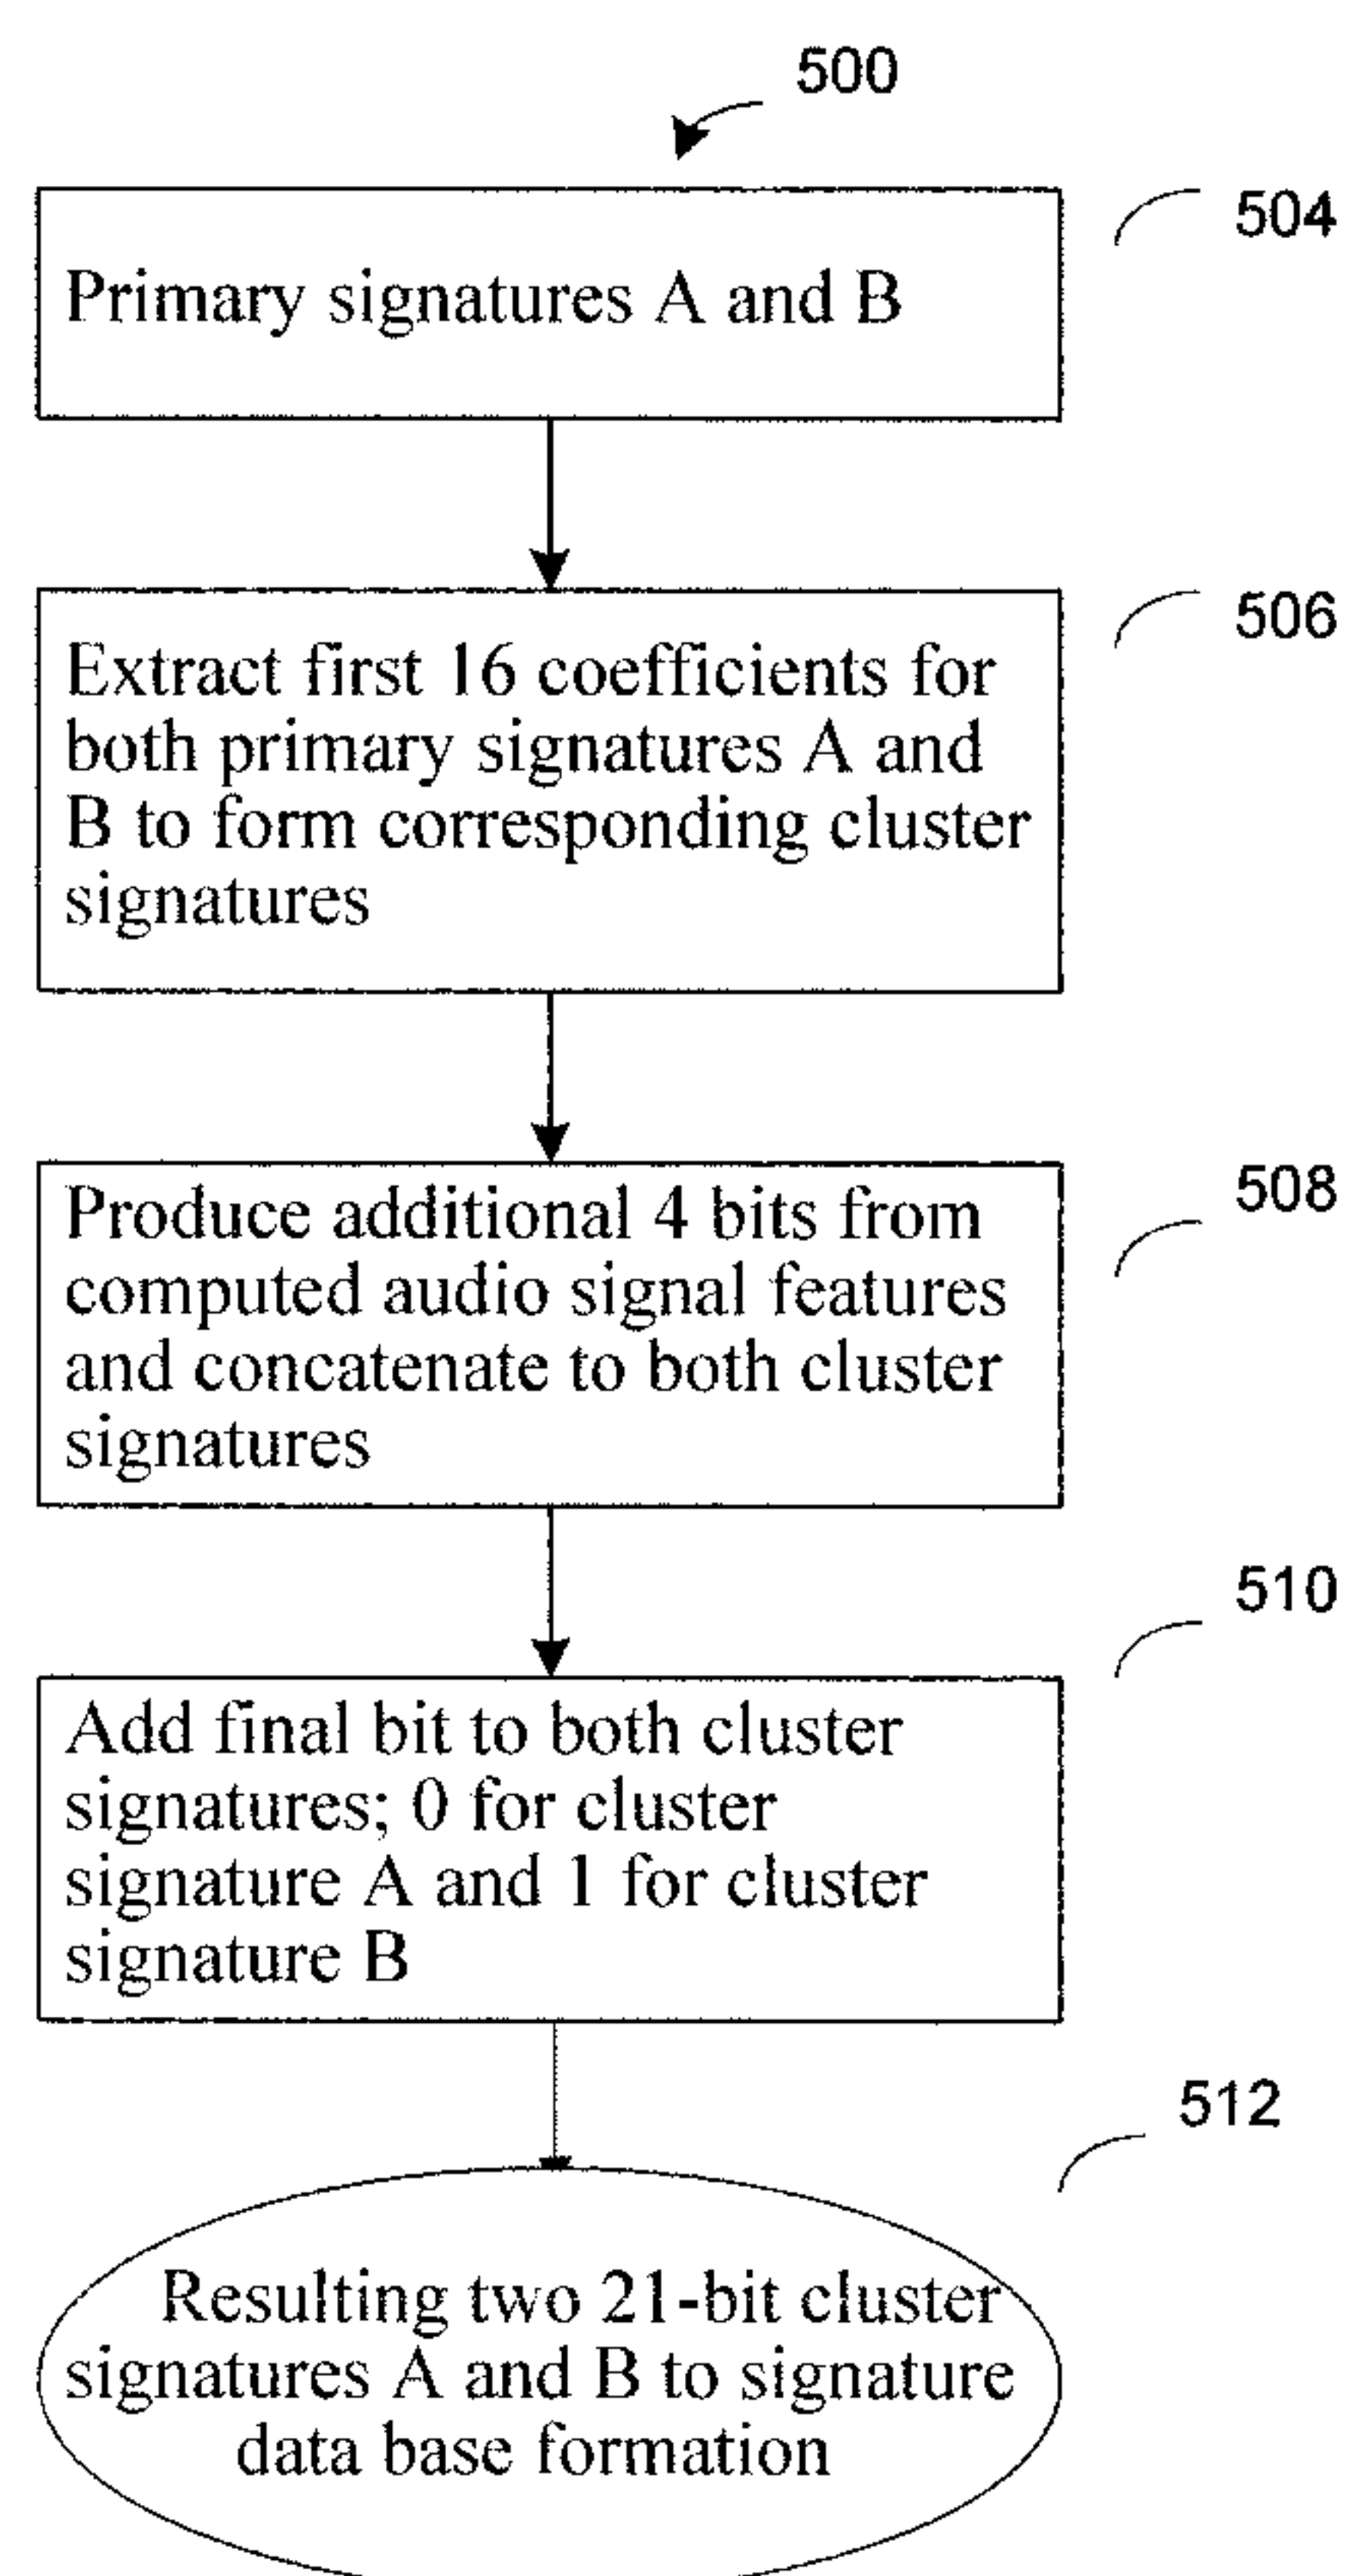 500
504
Primary signatures A and B
506
Extract first 16 coefficients for
both primary signatures A and
B to form corresponding cluster
signatures
508
Produce additional 4 bits from
computed audio signal features
and concatenate to both cluster
signatures
510
Add final bit to both cluster
signatures; 0 for cluster
signature A and 1 for cluster
signature B
512
Resulting two 21-bit cluster
signatures A and B to signature
data base formation